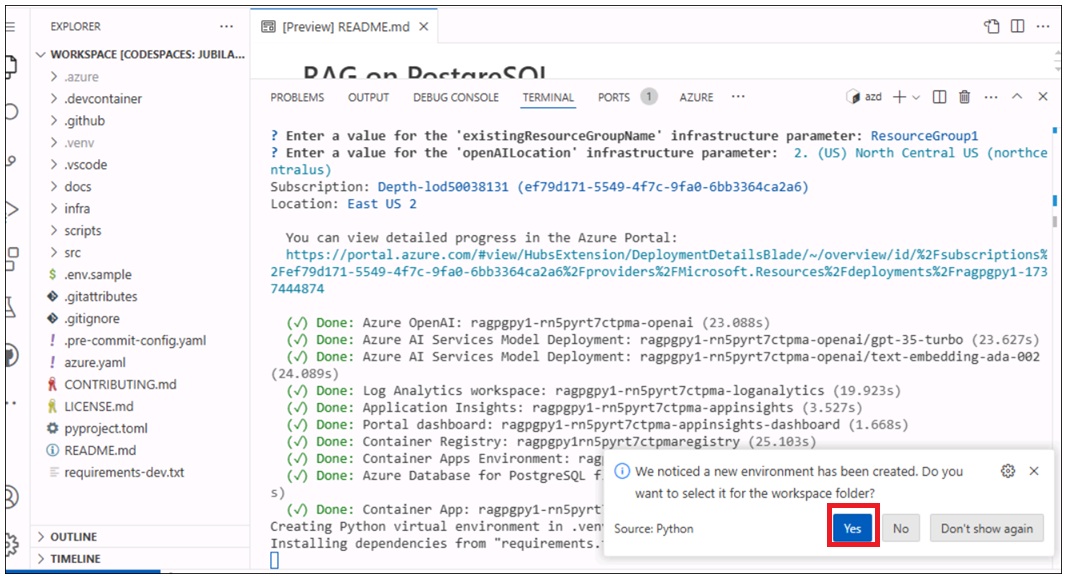 EXPLORER
WORKSPACE [CODESPACES: JUBILA...
.azure
.devcontainer
.github
.venv
.vscode
docs
infra
scripts
src
$ .env.sample
.gitattributes
.gitignore
! .pre-commit-config.yaml
! azure.yaml
CONTRIBUTING.md
LICENSE.md
pyproject.toml
README.md
requirements-dev.txt
OUTLINE
TIMELINE
[Preview] README.md
RAG on PostgreSQL
PROBLEMS OUTPUT DEBUG CONSOLE TERMINAL PORTS 1 AZURE ... azd
? Enter a value for the 'existingResourceGroupName' infrastructure parameter: ResourceGroup1
? Enter a value for the 'openAILocation' infrastructure parameter: 2. (US) North Central US (northce
ntralus)
Subscription: Depth-lod50038131 (ef79d171-5549-4f7c-9fa0-6bb3364ca2a6)
Location: East US 2
You can view detailed progress in the Azure Portal:
https://portal.azure.com/#view/HubsExtension/DeploymentDetailsBlade/~/overview/id/%2Fsubscriptions%
2Fef79d171-5549-4f7c-9fa0-6bb3364ca2a6%2Fproviders%2FMicrosoft.Resources%2Fdeployments%2Fragpgpy1-173
7444874
(✓) Done: Azure OpenAI: ragpgpy1-rn5pyrt7ctpma-openai (23.088s)
(✓) Done: Azure AI Services Model Deployment: ragpgpy1-rn5pyrt7ctpma-openai/gpt-35-turbo (23.627s)
(✓) Done: Azure AI Services Model Deployment: ragpgpy1-rn5pyrt7ctpma-openai/text-embedding-ada-002
(24.089s)
(✓) Done: Log Analytics workspace: ragpgpy1-rn5pyrt7ctpma-loganalytics (19.923s)
(✓) Done: Application Insights: ragpgpy1-rn5pyrt7ctpma-appinsights (3.527s)
(✓) Done: Portal dashboard: ragpgpy1-rn5pyrt7ctpma-appinsights-dashboard (1.668s)
(✓) Done: Container Registry: ragpgpy1rn5pyrt7ctpmaregistry (25.103s)
(✓) Done: Container Apps Environment: rag
(✓) Done: Azure Database for PostgreSQL f
s)
(✓) Done: Container App: ragpgpy1-rn5pyrt
Creating Python virtual environment in .ven
Installing dependencies from "requirements.
We noticed a new environment has been created. Do you
want to select it for the workspace folder?
Source: Python
Yes
No
Don't show again